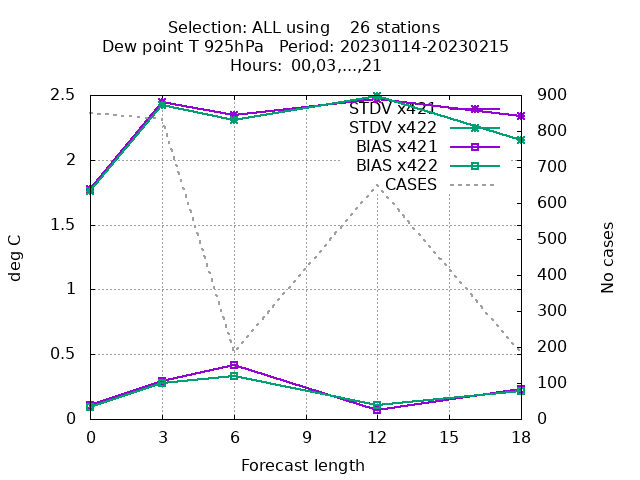 Selection: ALL using 26 stations
Dew point T 925hPa Period: 20230114-20230215
Hours: 00,03,...,21
2.5
2
1.5
1
0.5
0
deg C
900
800
700
600
500
400
300
200
100
0
No cases
STDV x421
STDV x422
BIAS x421
BIAS x422
CASES
0 3 6 9 12 15 18
Forecast length